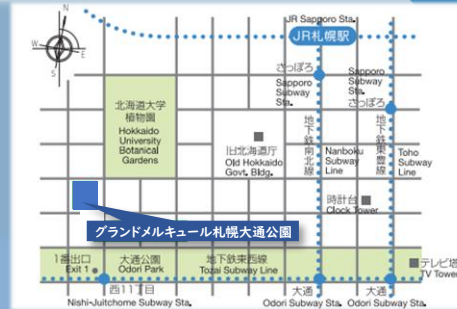 N
W
E
S
JR Sapporo Sta.
JR札幌駅
さっぽろ
Sapporo
Subway
Sta.
Sapporo
Subway
Sta.
さっぽろ
北海道大学
植物園
Hokkaido
University
Botanical
Gardens
旧北海道庁
Old Hokkaido
Govt. Bldg.
地下鉄南北線
Nanboku
Subway
Line
地下鉄東豊線
Toho
Subway
Line
時計台
Clock Tower
グランドメルキュール札幌大通公園
1番出口
Exit 1
大通公園
Odori Park
地下鉄東西線
Tozai Subway Line
テレビ塔
TV Tower
西11丁目
Nishi-Juitchome Subway Sta.
大通
Odori Subway Sta.
大通
Odori Subway Sta.